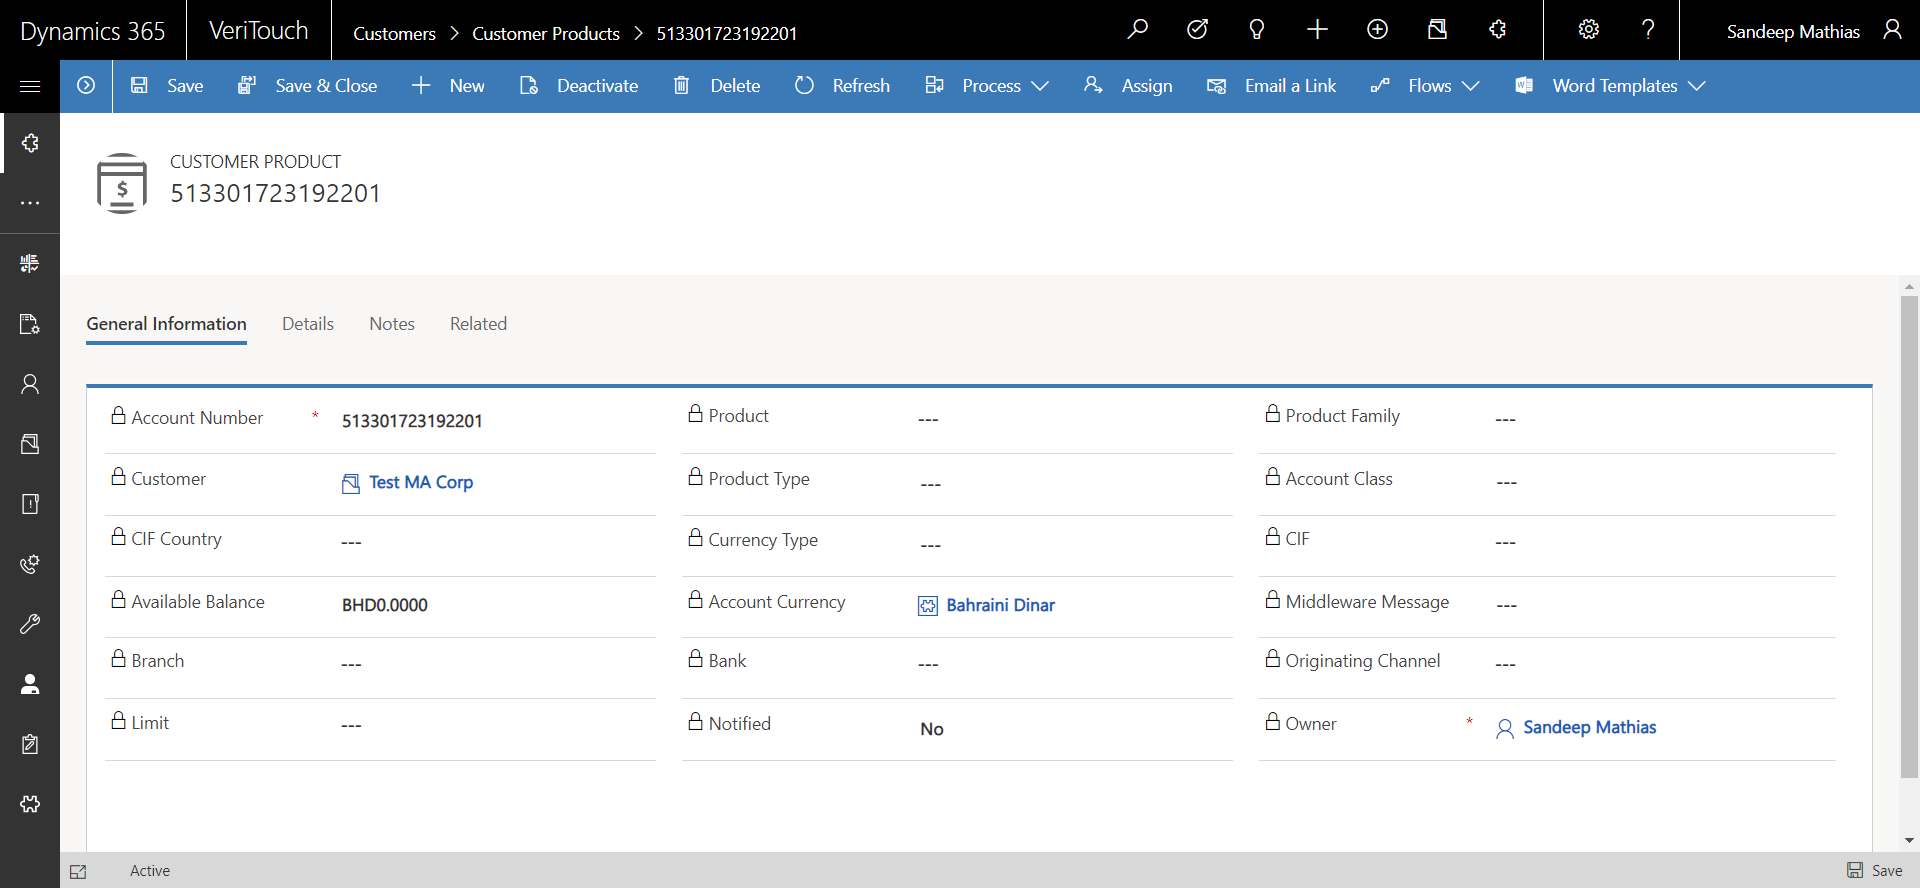 Dynamics 365 VeriTouch Customers > Customer Products > 513301723192201 Sandeep Mathias
Save Save & Close New Deactivate Delete Refresh Process Assign Email a Link Flows Word Templates
CUSTOMER PRODUCT
513301723192201
General Information Details Notes Related
Account Number * 513301723192201 Product --- Product Family ---
Customer Test MA Corp Product Type --- Account Class ---
CIF Country --- Currency Type --- CIF ---
Available Balance BHD0.0000 Account Currency Bahraini Dinar Middleware Message ---
Branch --- Bank --- Originating Channel ---
Limit --- Notified No Owner * Sandeep Mathias
Active Save